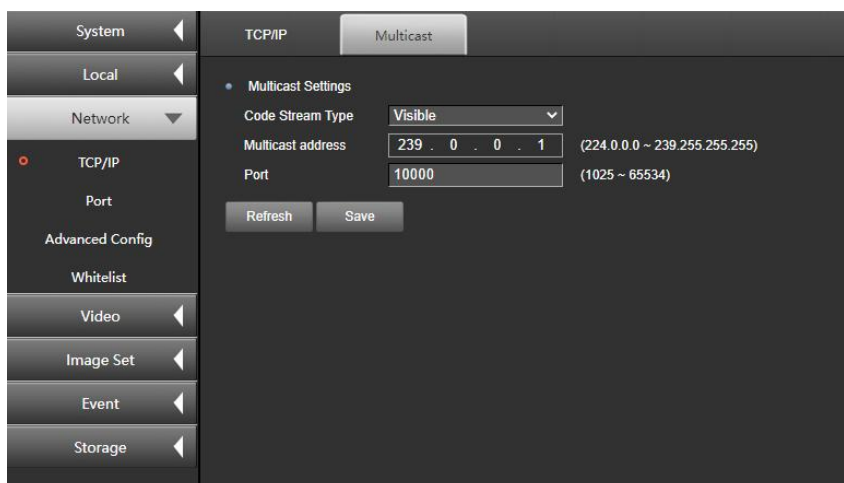 System
Local
Network
TCP/IP
Port
Advanced Config
Whitelist
Video
Image Set
Event
Storage
TCP/IP Multicast
Multicast Settings
Code Stream Type Visible
Multicast address 239 . 0 . 0 . 1 (224.0.0.0 ~ 239.255.255.255)
Port 10000 (1025 ~ 65534)
Refresh Save